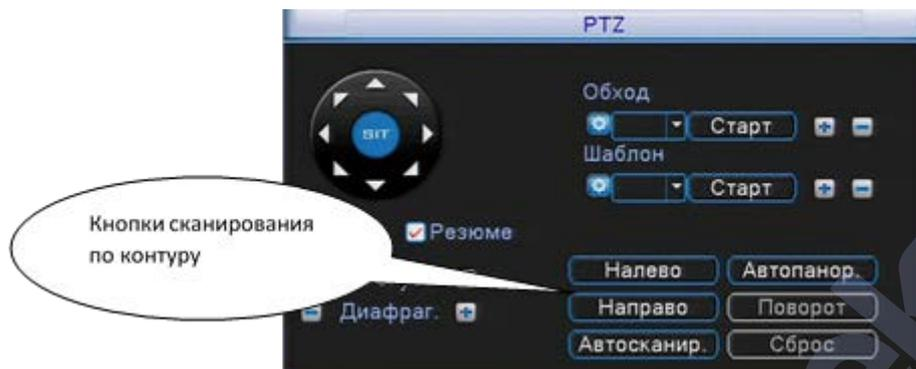 PTZ
Обход
Старт
Шаблон
Старт
SIT
Кнопки сканирования
по контуру
Резюме
Налево
Автопанор.
Диафраг.
Направо
Поворот
Автосканир.
Сброс